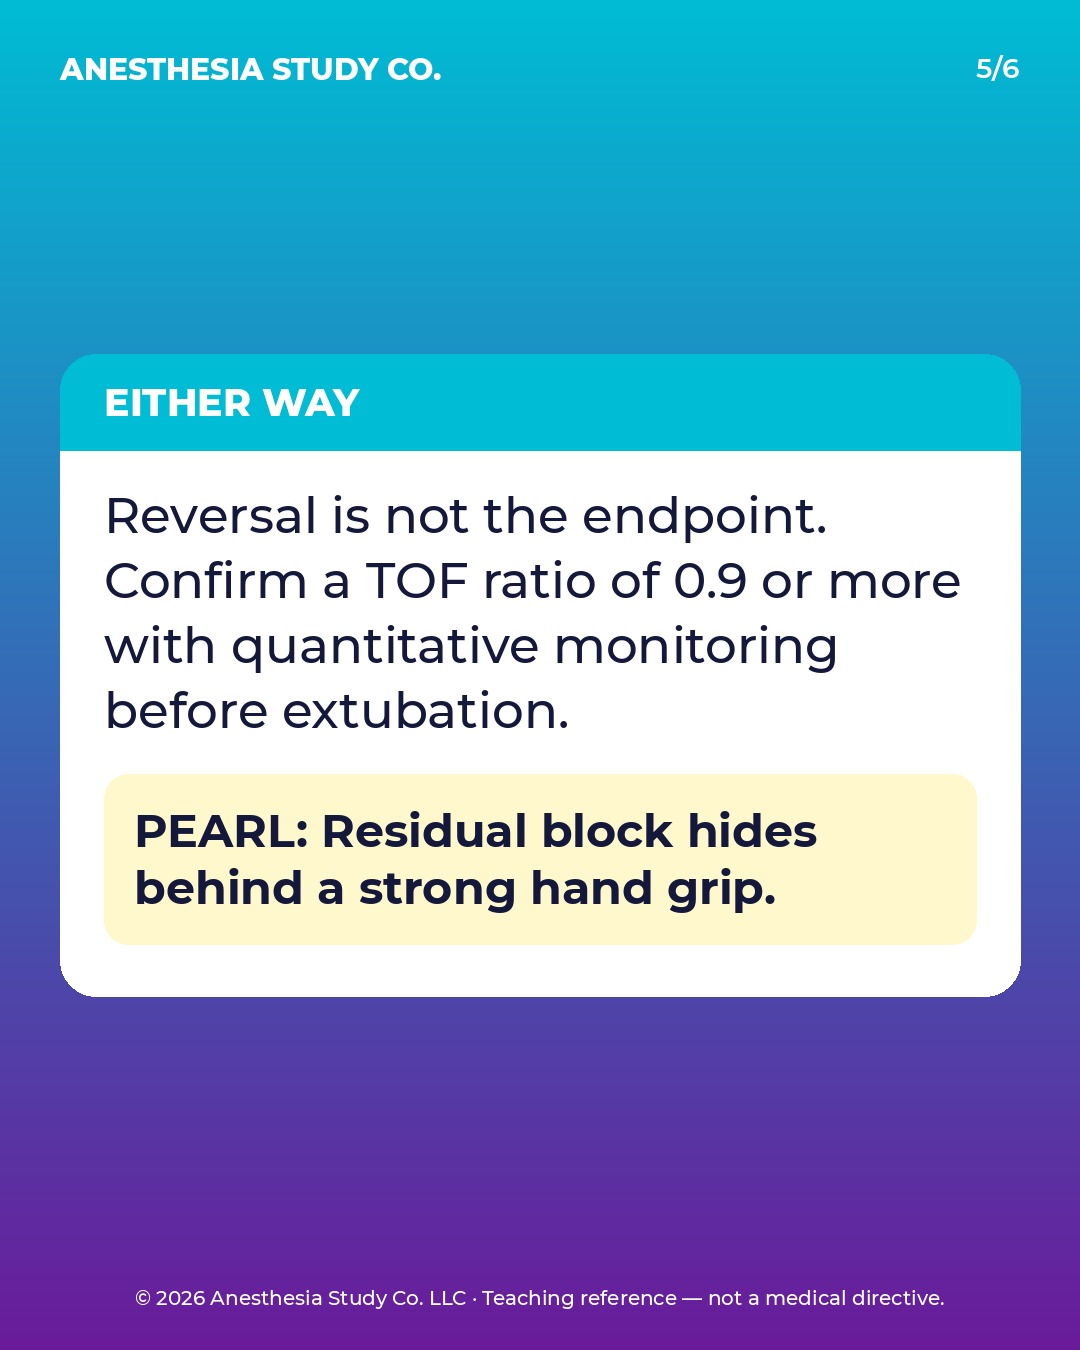 ANESTHESIA STUDY CO.
5/6
EITHER WAY
Reversal is not the endpoint.
Confirm a TOF ratio of 0.9 or more
with quantitative monitoring
before extubation.
PEARL: Residual block hides
behind a strong hand grip.
© 2026 Anesthesia Study Co. LLC · Teaching reference — not a medical directive.